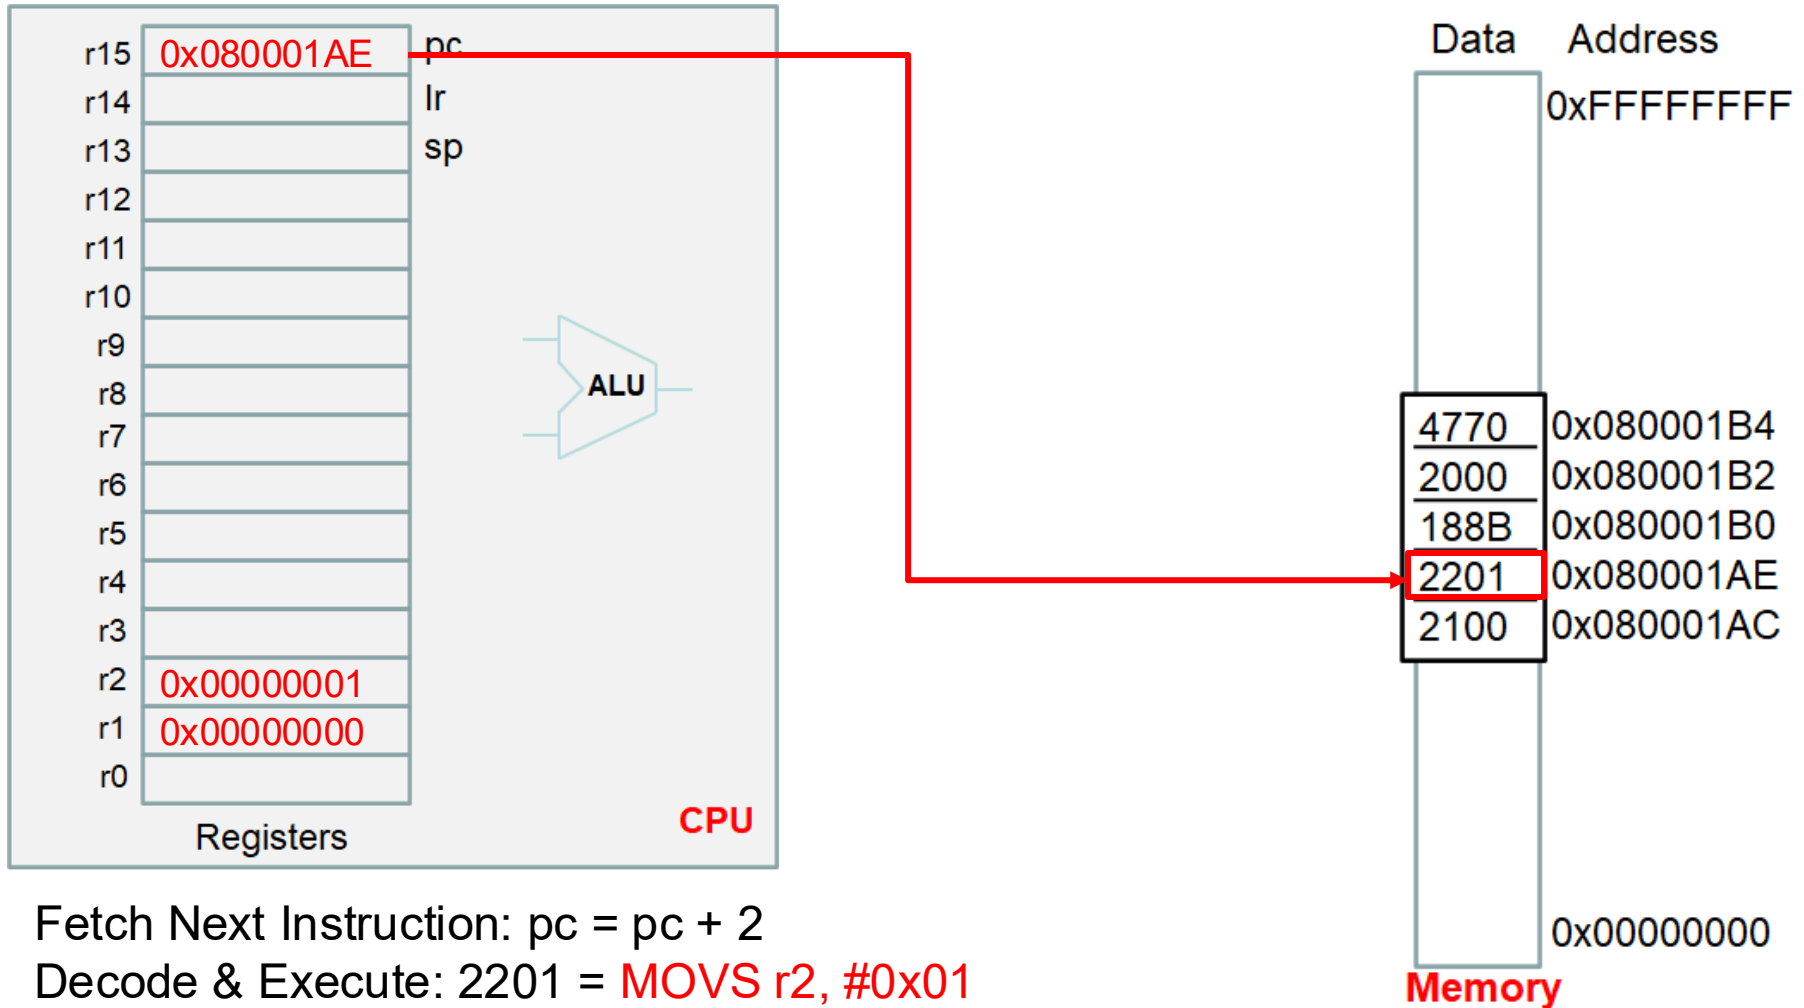 r15 0x080001AE pc
r14 lr
r13 sp
r12
r11
r10
r9
r8
r7
r6
r5
r4
r3
r2 0x00000001
r1 0x00000000
r0
Registers
ALU
CPU
Data Address
0xFFFFFFFF
4770 0x080001B4
2000 0x080001B2
188B 0x080001B0
2201 0x080001AE
2100 0x080001AC
0x00000000
Memory
Fetch Next Instruction: pc = pc + 2
Decode & Execute: 2201 = MOVS r2, #0x01